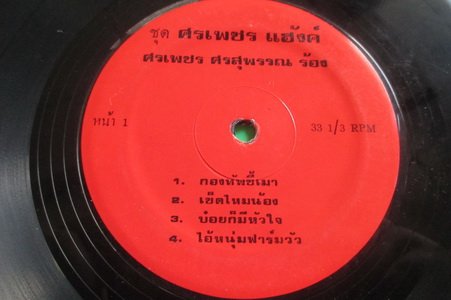 ชุด ศรเพชร แฮ้งค์
ศรเพชร ศรสุพรรณ ร้อง
หน้า 1 33 1/3 RPM
1. กองทัพขี้เมา
2. เข็ดไหมน้อง
3. บ๋อยก็มีหัวใจ
4. ไอ้หนุ่มฟาร์มวัว